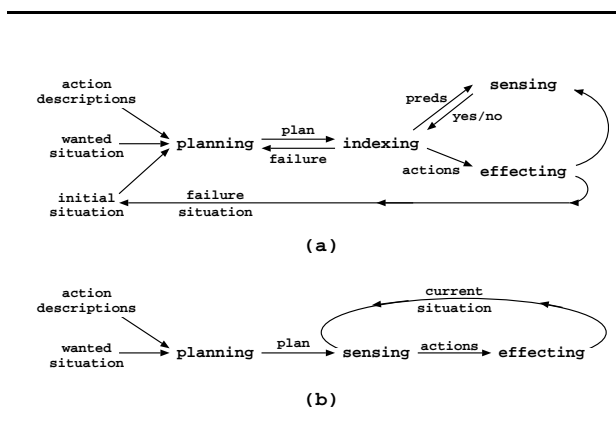 action
descriptions
wanted
situation
initial
situation
planning
plan
failure
indexing
preds
yes/no
sensing
actions
effecting
failure
situation
(a)
action
descriptions
wanted
situation
planning
plan
sensing
actions
effecting
current
situation
(b)